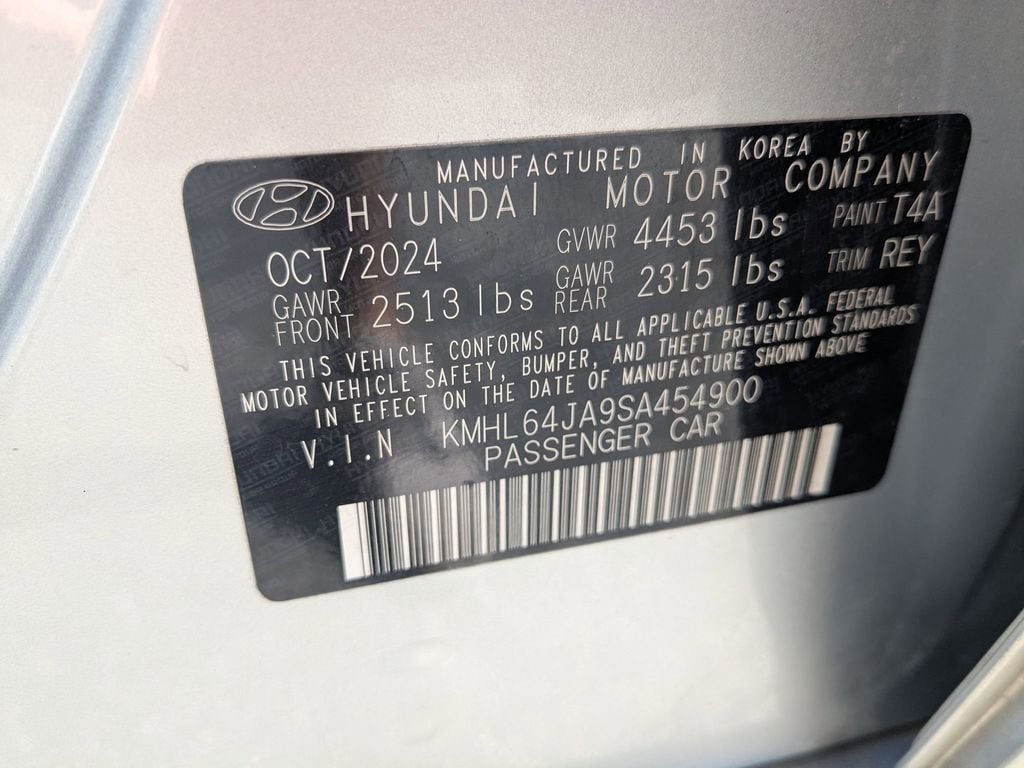 MANUFACTURED IN KOREA BY
HYUNDAI MOTOR COMPANY
OCT/2024 GVWR 4453 lbs PAINT T4A
GAWR FRONT 2513 lbs GAWR REAR 2315 lbs TRIM REY
THIS VEHICLE CONFORMS TO ALL APPLICABLE U.S.A. FEDERAL
MOTOR VEHICLE SAFETY, BUMPER, AND THEFT PREVENTION STANDARDS
IN EFFECT ON THE DATE OF MANUFACTURE SHOWN ABOVE
V.I.N KMHL64JA9SA454900
PASSENGER CAR